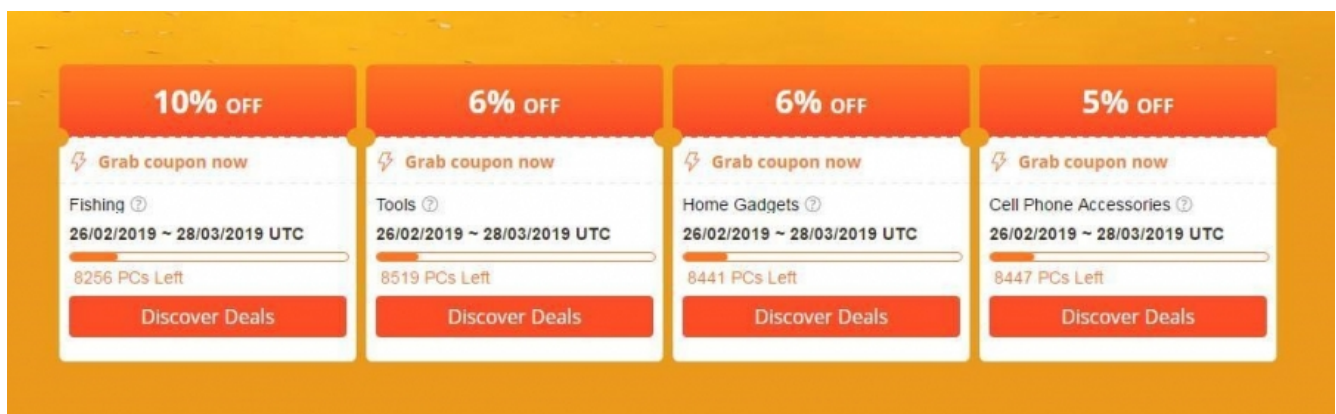 10% OFF
Grab coupon now
Fishing
26/02/2019 ~ 28/03/2019 UTC
8256 PCs Left
Discover Deals
6% OFF
Grab coupon now
Tools
26/02/2019 ~ 28/03/2019 UTC
8519 PCs Left
Discover Deals
6% OFF
Grab coupon now
Home Gadgets
26/02/2019 ~ 28/03/2019 UTC
8441 PCs Left
Discover Deals
5% OFF
Grab coupon now
Cell Phone Accessories
26/02/2019 ~ 28/03/2019 UTC
8447 PCs Left
Discover Deals